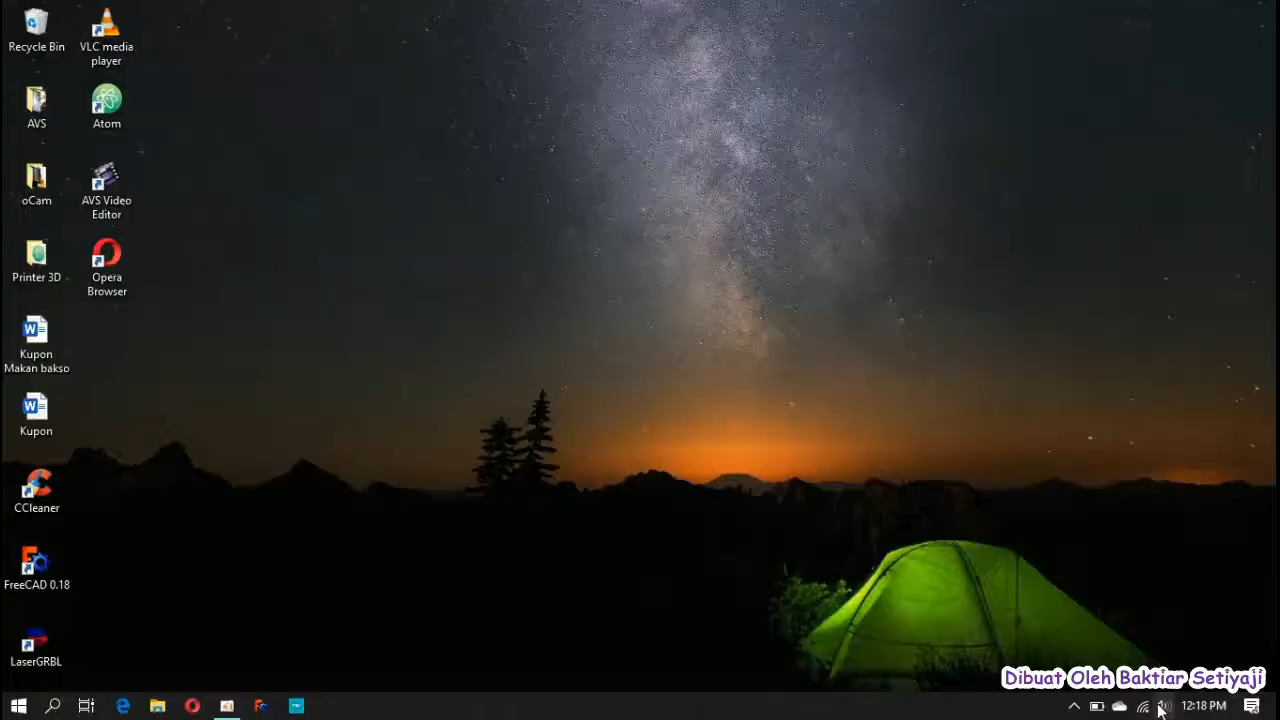 Recycle Bin
VLC media
player
AVS
Atom
oCam
AVS Video
Editor
Printer 3D
Opera
Browser
Kupon
Makan bakso
Kupon
CCleaner
FreeCAD 0.18
LaserGRBL
Dibuat Oleh Baktiar Setiyaji
12:18 PM